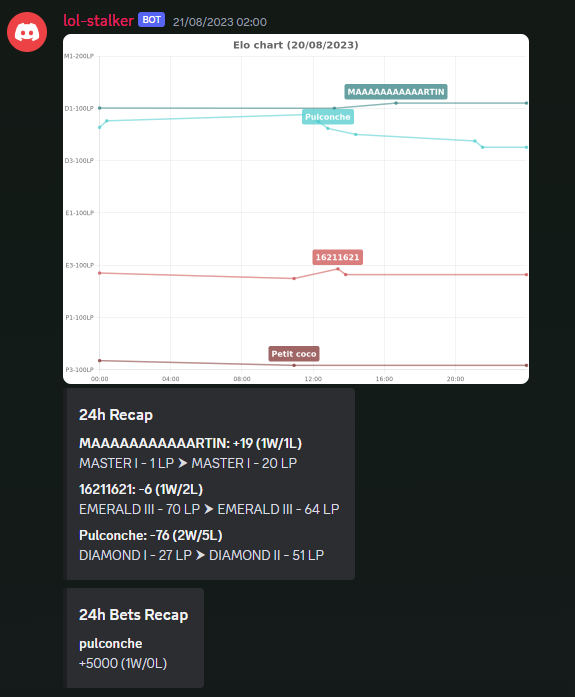 lol-stalker BOT 21/08/2023 02:00
Elo chart (20/08/2023)
M1-200LP
MAAAAAAAAAAARTIN
D1-100LP
Pulconche
D3-100LP
E1-100LP
16211621
E3-100LP
P1-100LP
Petit coco
P3-100LP
00:00 04:00 08:00 12:00 16:00 20:00
24h Recap
MAAAAAAAAAAARTIN: +19 (1W/1L)
MASTER I - 1 LP ➤ MASTER I - 20 LP
16211621: -6 (1W/2L)
EMERALD III - 70 LP ➤ EMERALD III - 64 LP
Pulconche: -76 (2W/5L)
DIAMOND I - 27 LP ➤ DIAMOND II - 51 LP
24h Bets Recap
pulconche
+5000 (1W/0L)